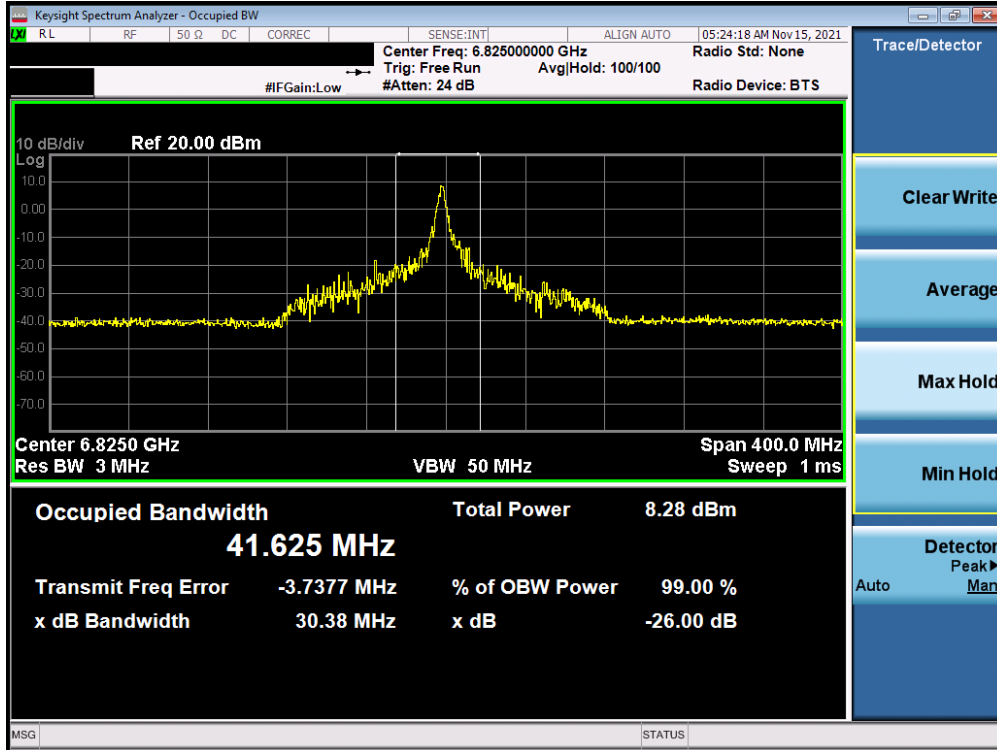 Keysight Spectrum Analyzer - Occupied BW
LXI RL RF 50 Ω DC CORREC SENSE:INT ALIGN AUTO 05:24:18 AM Nov 15, 2021
Center Freq: 6.825000000 GHz Radio Std: None
Trig: Free Run Avg|Hold: 100/100
#IFGain:Low #Atten: 24 dB Radio Device: BTS
Trace/Detector
10 dB/div Ref 20.00 dBm
Log
10.0
0.00
-10.0
-20.0
-30.0
-40.0
-50.0
-60.0
-70.0
Center 6.8250 GHz Span 400.0 MHz
Res BW 3 MHz VBW 50 MHz Sweep 1 ms
Occupied Bandwidth Total Power 8.28 dBm
41.625 MHz
Transmit Freq Error -3.7377 MHz % of OBW Power 99.00 %
x dB Bandwidth 30.38 MHz x dB -26.00 dB
Clear Write
Average
Max Hold
Min Hold
Detector
Peak▶
Auto Man
MSG STATUS